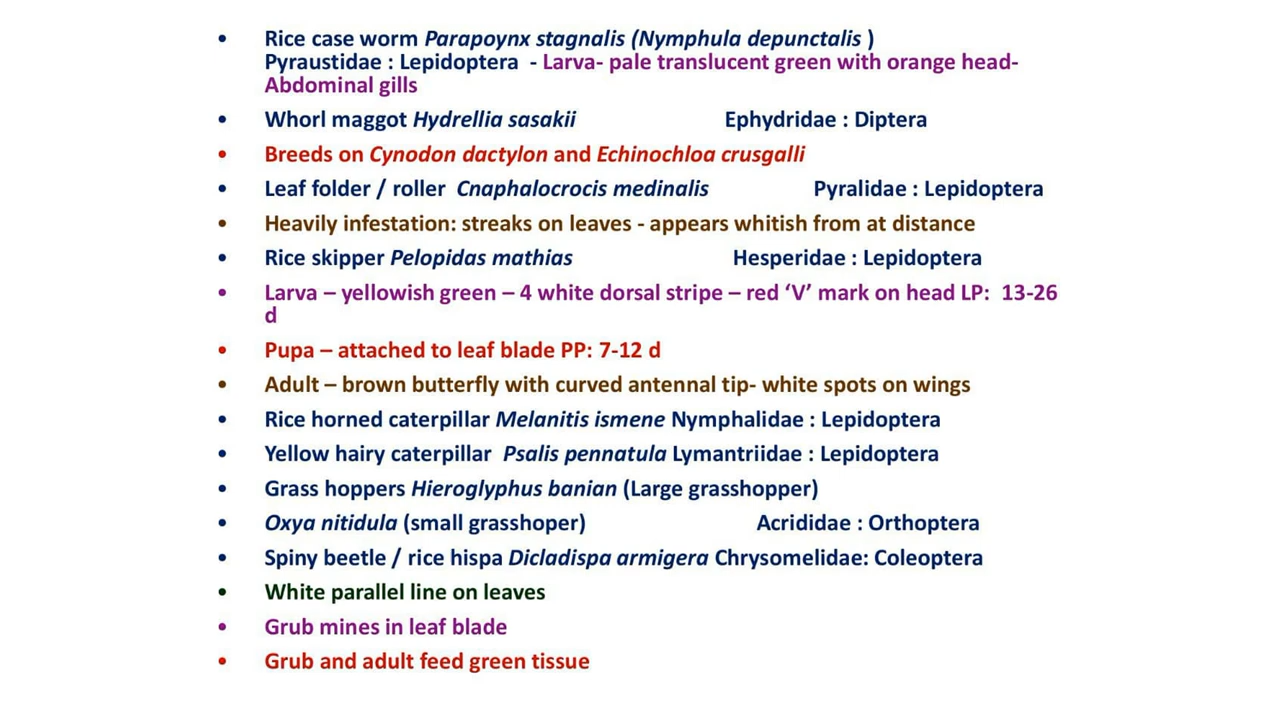 • Rice case worm Parapoynx stagnalis (Nymphula depunctalis )
Pyraustidae : Lepidoptera - Larva- pale translucent green with orange head-
Abdominal gills
• Whorl maggot Hydrellia sasakii Ephydridae : Diptera
• Breeds on Cynodon dactylon and Echinochloa crusgalli
• Leaf folder / roller Cnaphalocrocis medinalis Pyralidae : Lepidoptera
• Heavily infestation: streaks on leaves - appears whitish from at distance
• Rice skipper Pelopidas mathias Hesperidae : Lepidoptera
• Larva – yellowish green – 4 white dorsal stripe – red ‘V’ mark on head LP: 13-26
d
• Pupa – attached to leaf blade PP: 7-12 d
• Adult – brown butterfly with curved antennal tip- white spots on wings
• Rice horned caterpillar Melanitis ismene Nymphalidae : Lepidoptera
• Yellow hairy caterpillar Psalis pennatula Lymantriidae : Lepidoptera
• Grass hoppers Hieroglyphus banian (Large grasshopper)
• Oxya nitidula (small grasshoper) Acrididae : Orthoptera
• Spiny beetle / rice hispa Dicladispa armigera Chrysomelidae: Coleoptera
• White parallel line on leaves
• Grub mines in leaf blade
• Grub and adult feed green tissue